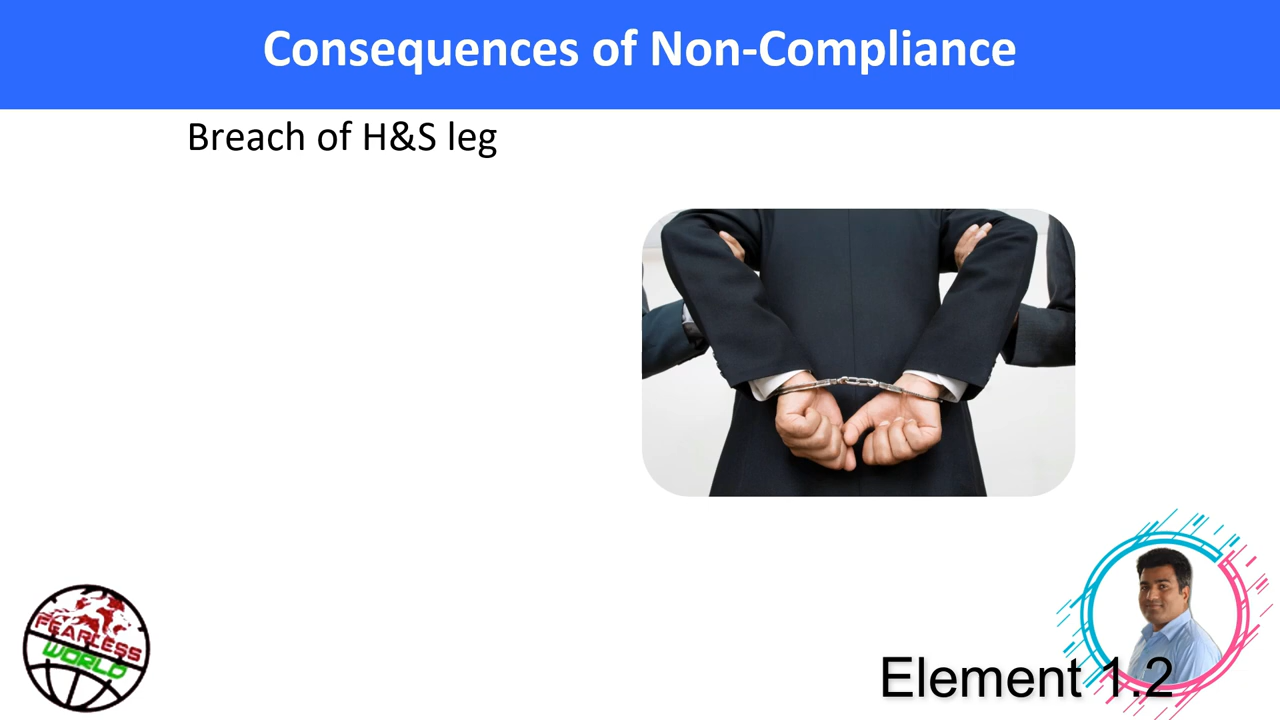 Consequences of Non-Compliance
Breach of H&S leg
FEARLESS
WORLD
Element 1.2